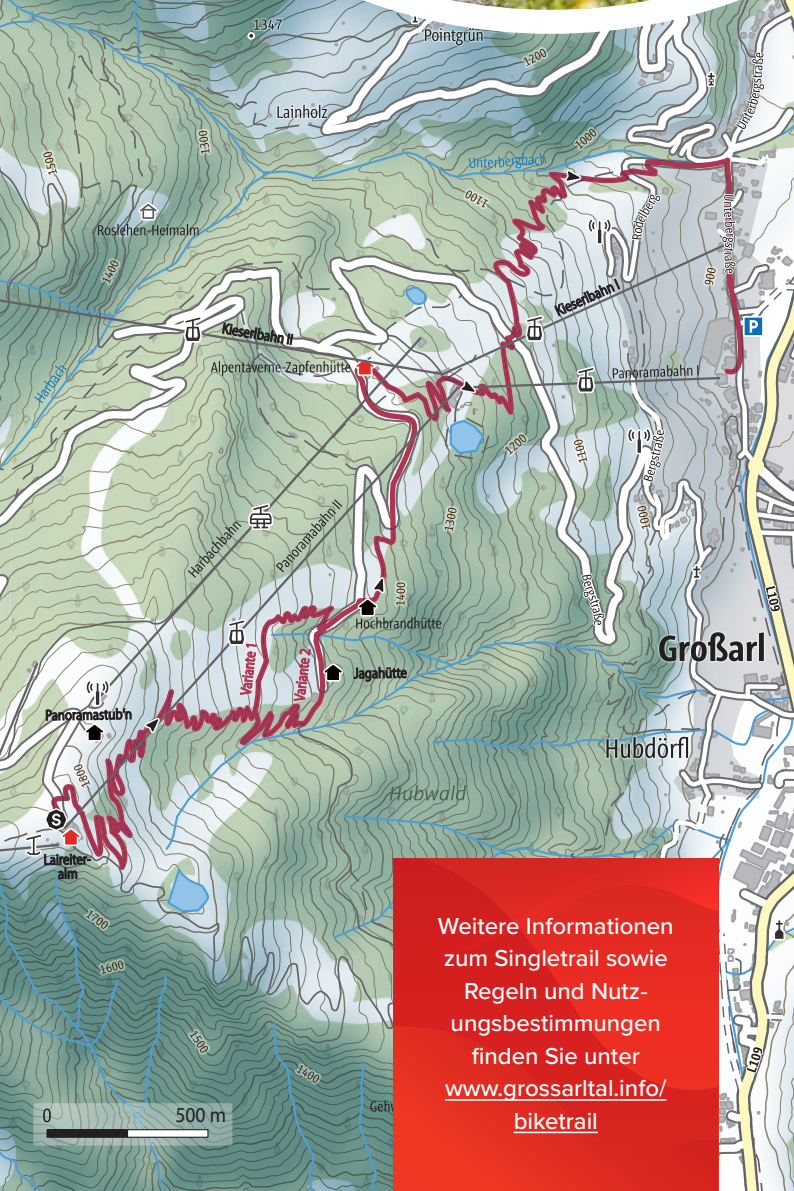 1347
Pointgrün
1200
Unterbergstraße
Lainholz
1300
1000
1500
Unterbergbach
1100
Rodelberg
Unterbergstraße
Roslehen-Heimalm
1400
900
Kieserlbahn I
P
Kieserlbahn II
Harbach
Alpentaverne-Zapfenhütte
Panoramabahn I
1200
1100
Bergstraße
1300
1000
Harbachbahn
Panoramabahn II
1400
Bergstraße
L109
Hochbrandhütte
Großarl
Variante 1
Variante 2
Jagahütte
Panoramastub'n
Hubdörfl
1800
Hubwald
S
Laireiter-
alm
1700
1600
1500
1400
Weitere Informationen
zum Singletrail sowie
Regeln und Nutz-
ungsbestimmungen
finden Sie unter
www.grossarltal.info/
biketrail
L109
Gehw
0 500 m